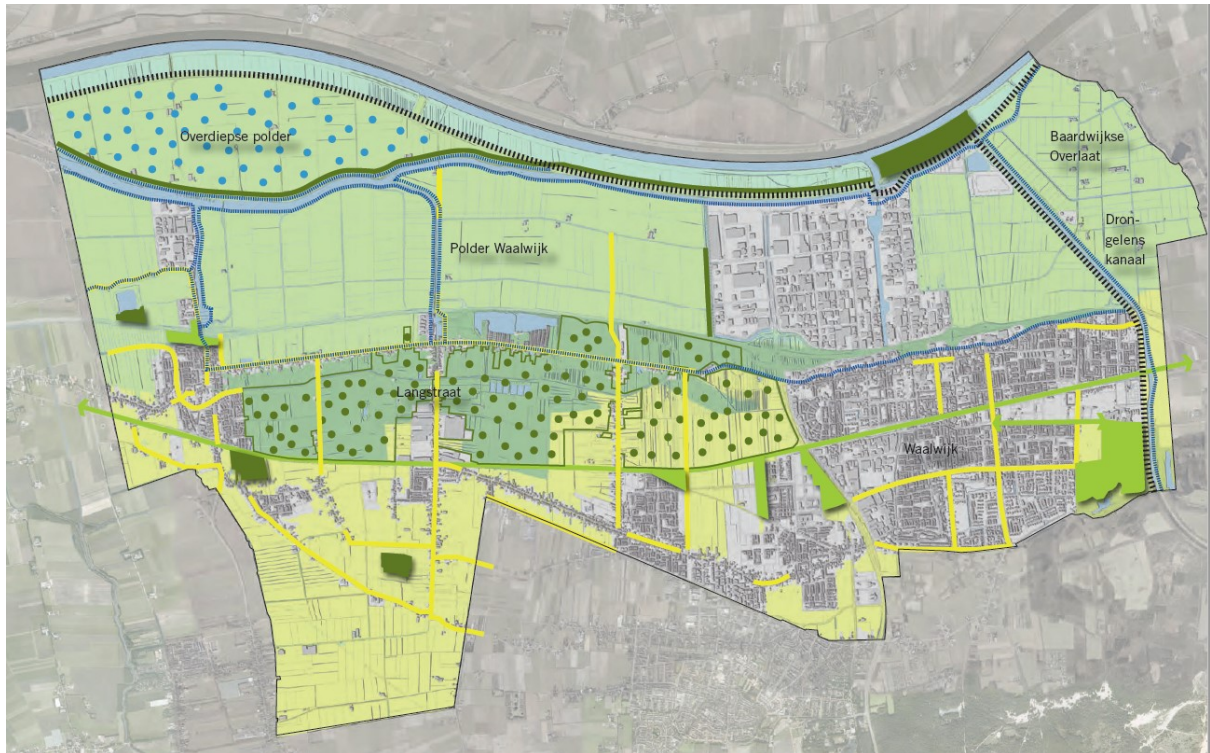 Overdiepse polder
Baardwijkse
Overlaat
Polder Waalwijk
Dron-
gelens
kanaal
Langstraat
Waalwijk